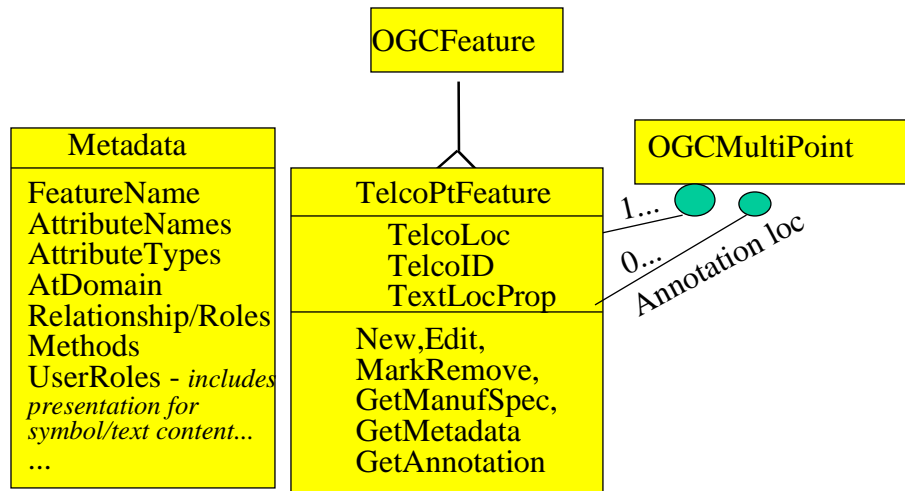 OGCFeature
Metadata
FeatureName
AttributeNames
AttributeTypes
AtDomain
Relationship/Roles
Methods
UserRoles - includes
presentation for
symbol/text content...
...
TelcoPtFeature
TelcoLoc
TelcoID
TextLocProp
New,Edit,
MarkRemove,
GetManufSpec,
GetMetadata
GetAnnotation
OGCMultiPoint
1...
0...
Annotation loc